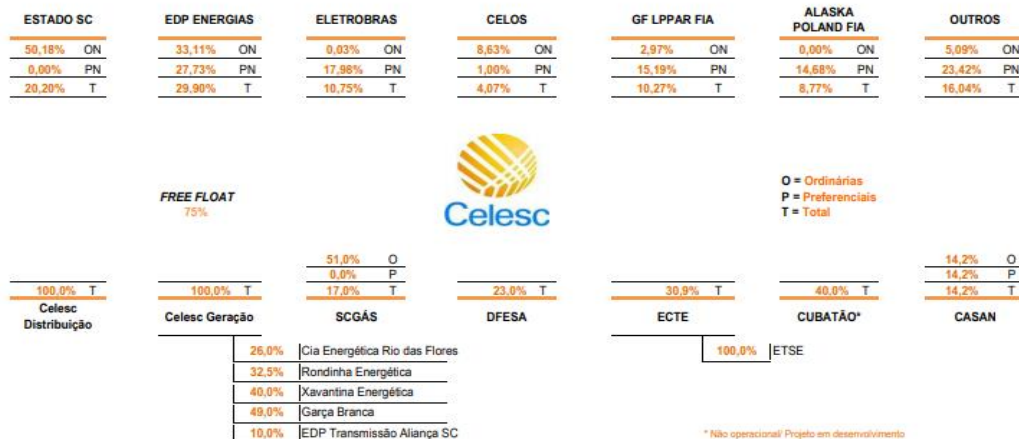 ESTADO SC EDP ENERGIAS ELETROBRAS CELOS GF LPPAR FIA ALASKA POLAND FIA OUTROS
50,18% ON 33,11% ON 0,03% ON 8,63% ON 2,97% ON 0,00% ON 5,09% ON
0,00% PN 27,73% PN 17,98% PN 1,00% PN 15,19% PN 14,68% PN 23,42% PN
20,20% T 29,90% T 10,75% T 4,07% T 10,27% T 8,77% T 16,04% T
FREE FLOAT
75%
Celesc
O = Ordinárias
P = Preferenciais
T = Total
51,0% O 14,2% O
0,0% P 14,2% P
100,0% T 100,0% T 17,0% T 23,0% T 30,9% T 40,0% T 14,2% T
Celesc Distribuição Celesc Geração SCGÁS DFESA ECTE CUBATÃO* CASAN
26,0% Cia Energética Rio das Flores 100,0% ETSE
32,5% Rondinha Energética
40,0% Xavantina Energética
49,0% Garça Branca
10,0% EDP Transmissão Aliança SC
* Não operacional/ Projeto em desenvolvimento